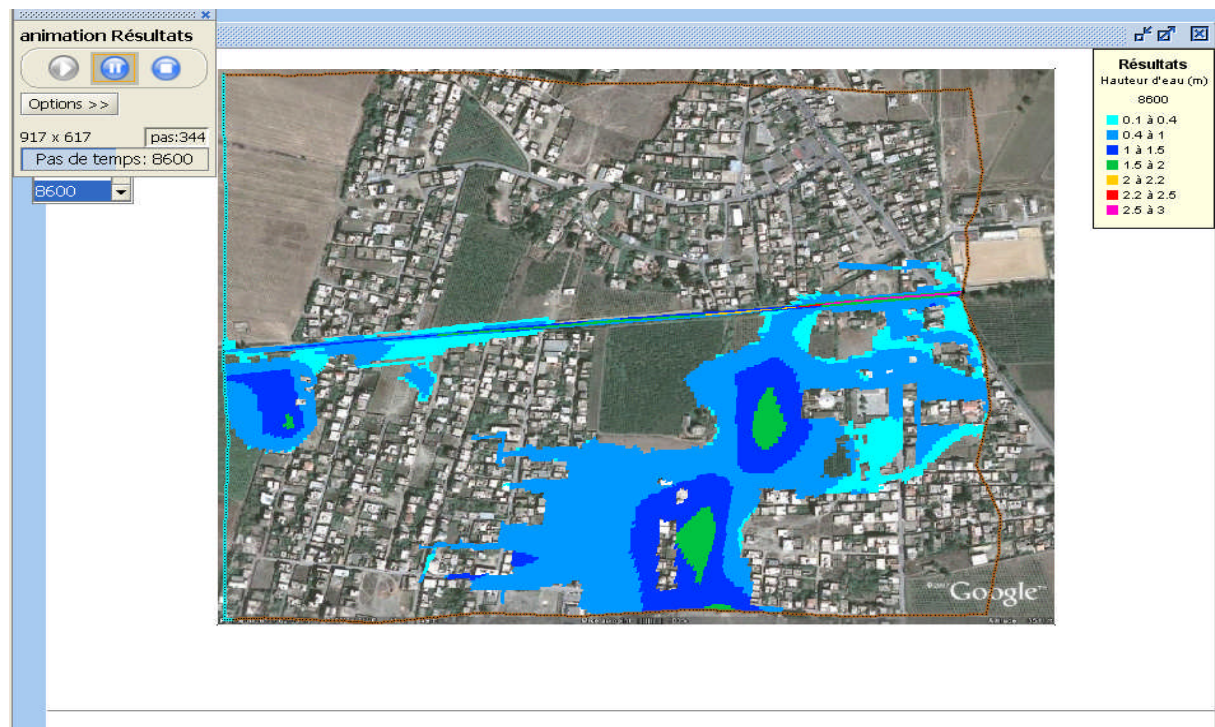 animation Résultats
Options >>
917 x 617
pas:344
Pas de temps: 8600
8600
Résultats
Hauteur d'eau (m)
8600
0.1 à 0.4
0.4 à 1
1 à 1.5
1.5 à 2
2 à 2.2
2.2 à 2.5
2.5 à 3
Google